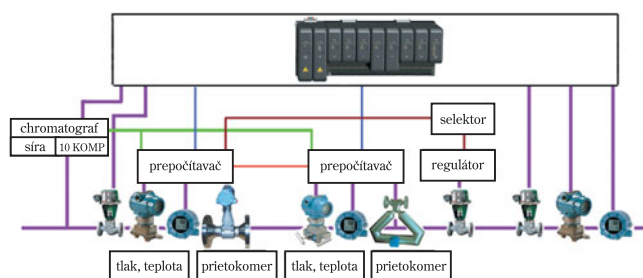 chromatograf
síra 10 KOMP
selektor
prepočítavač
prepočítavač
regulátor
tlak, teplota
prietokomer
tlak, teplota
prietokomer